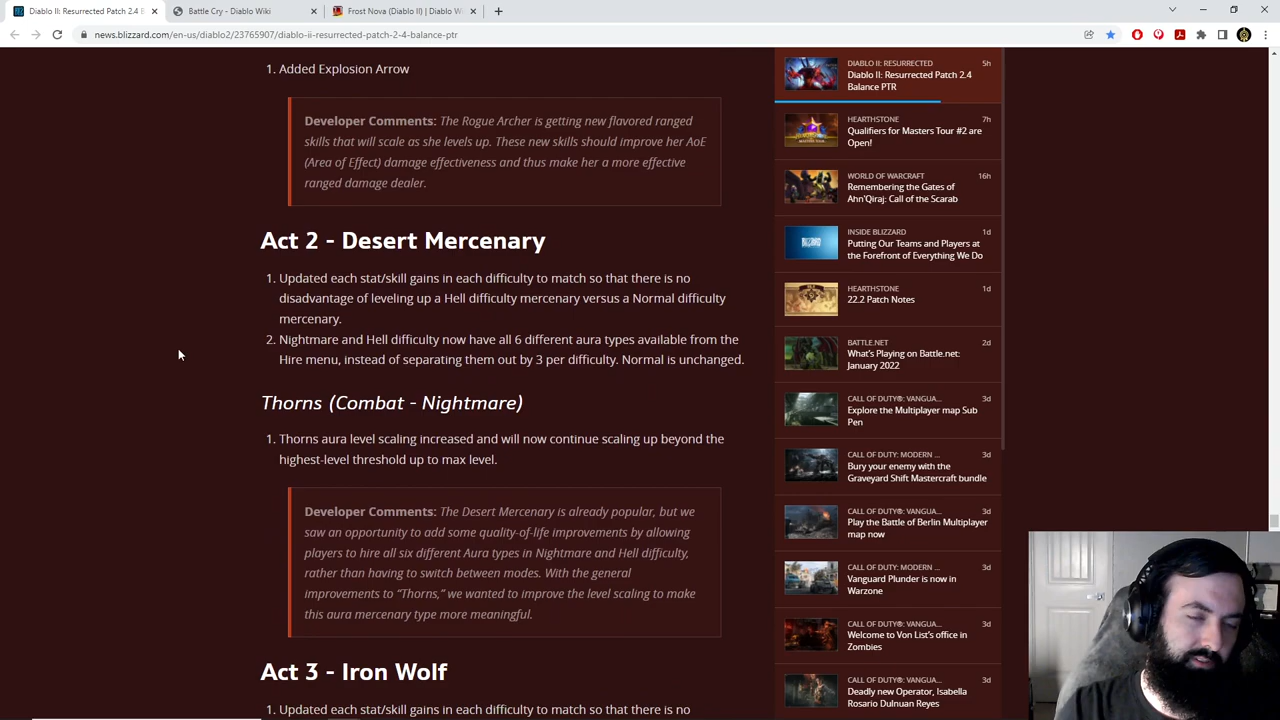 Diablo II: Resurrected Patch 2.4 B
Battle Cry - Diablo Wiki
Frost Nova (Diablo II) | Diablo W
news.blizzard.com/en-us/diablo2/23765907/diablo-ii-resurrected-patch-2-4-balance-ptr
1. Added Explosion Arrow
Developer Comments: The Rogue Archer is getting new flavored ranged
skills that will scale as she levels up. These new skills should improve her AoE
(Area of Effect) damage effectiveness and thus make her a more effective
ranged damage dealer.
Act 2 - Desert Mercenary
1. Updated each stat/skill gains in each difficulty to match so that there is no
disadvantage of leveling up a Hell difficulty mercenary versus a Normal difficulty
mercenary.
2. Nightmare and Hell difficulty now have all 6 different aura types available from the
Hire menu, instead of separating them out by 3 per difficulty. Normal is unchanged.
Thorns (Combat - Nightmare)
1. Thorns aura level scaling increased and will now continue scaling up beyond the
highest-level threshold up to max level.
Developer Comments: The Desert Mercenary is already popular, but we
saw an opportunity to add some quality-of-life improvements by allowing
players to hire all six different Aura types in Nightmare and Hell difficulty,
rather than having to switch between modes. With the general
improvements to “Thorns,” we wanted to improve the level scaling to make
this aura mercenary type more meaningful.
Act 3 - Iron Wolf
1. Updated each stat/skill gains in each difficulty to match so that there is no
DIABLO II: RESURRECTED 5h
Diablo II: Resurrected Patch 2.4
Balance PTR
HEARTHSTONE 7h
Qualifiers for Masters Tour #2 are
Open!
WORLD OF WARCRAFT 16h
Remembering the Gates of
Ahn'Qiraj: Call of the Scarab
INSIDE BLIZZARD 1d
Putting Our Teams and Players at
the Forefront of Everything We Do
HEARTHSTONE 1d
22.2 Patch Notes
BATTLE.NET 2d
What's Playing on Battle.net:
January 2022
CALL OF DUTY®: VANGUA... 3d
Explore the Multiplayer map Sub
Pen
CALL OF DUTY: MODERN ... 3d
Bury your enemy with the
Graveyard Shift Mastercraft bundle
CALL OF DUTY®: VANGUA... 3d
Play the Battle of Berlin Multiplayer
map now
CALL OF DUTY: MODERN ... 3d
Vanguard Plunder is now in
Warzone
CALL OF DUTY®: VANGUA... 3d
Welcome to Von List's office in
Zombies
CALL OF DUTY®: VANGUA... 3d
Deadly new Operator, Isabella
Rosario Dulnuan Reyes